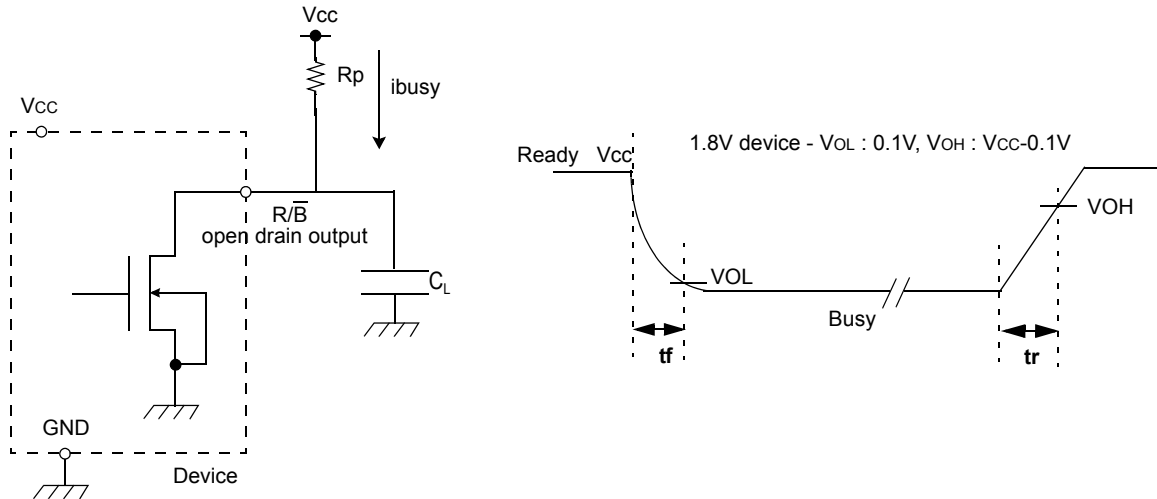 Vcc
Rp
ibusy
VCC
R/B̅
open drain output
CL
GND
Device
1.8V device - VOL : 0.1V, VOH : VCC-0.1V
Ready Vcc
VOH
VOL
Busy
tf
tr